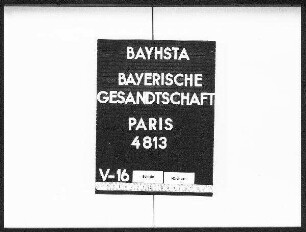 BAYHSTA
BAYERISCHE
GESANDTSCHAFT
PARIS
4813
V-16